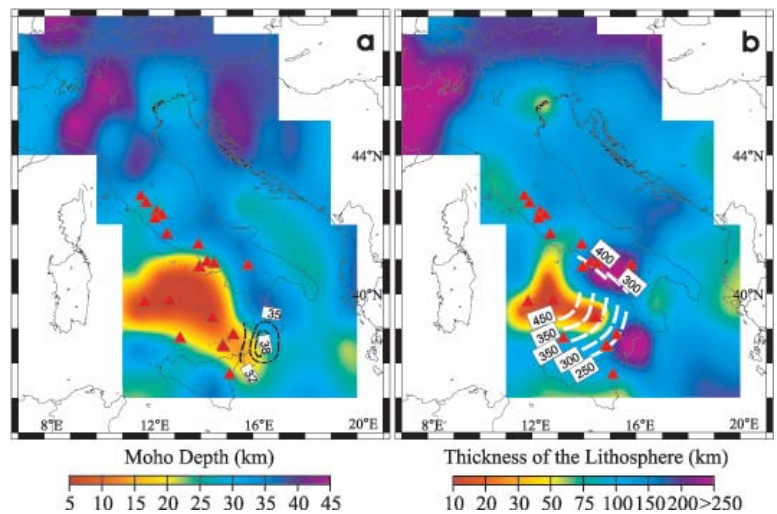 a
b
44°N
44°N
400
300
40°N
40°N
35
38
32
450
350
350
300
250
8°E
12°E
16°E
20°E
8°E
12°E
16°E
20°E
Moho Depth (km)
Thickness of the Lithosphere (km)
5 10 15 20 25 30 35 40 45
10 20 30 50 75 100 150 200 >250